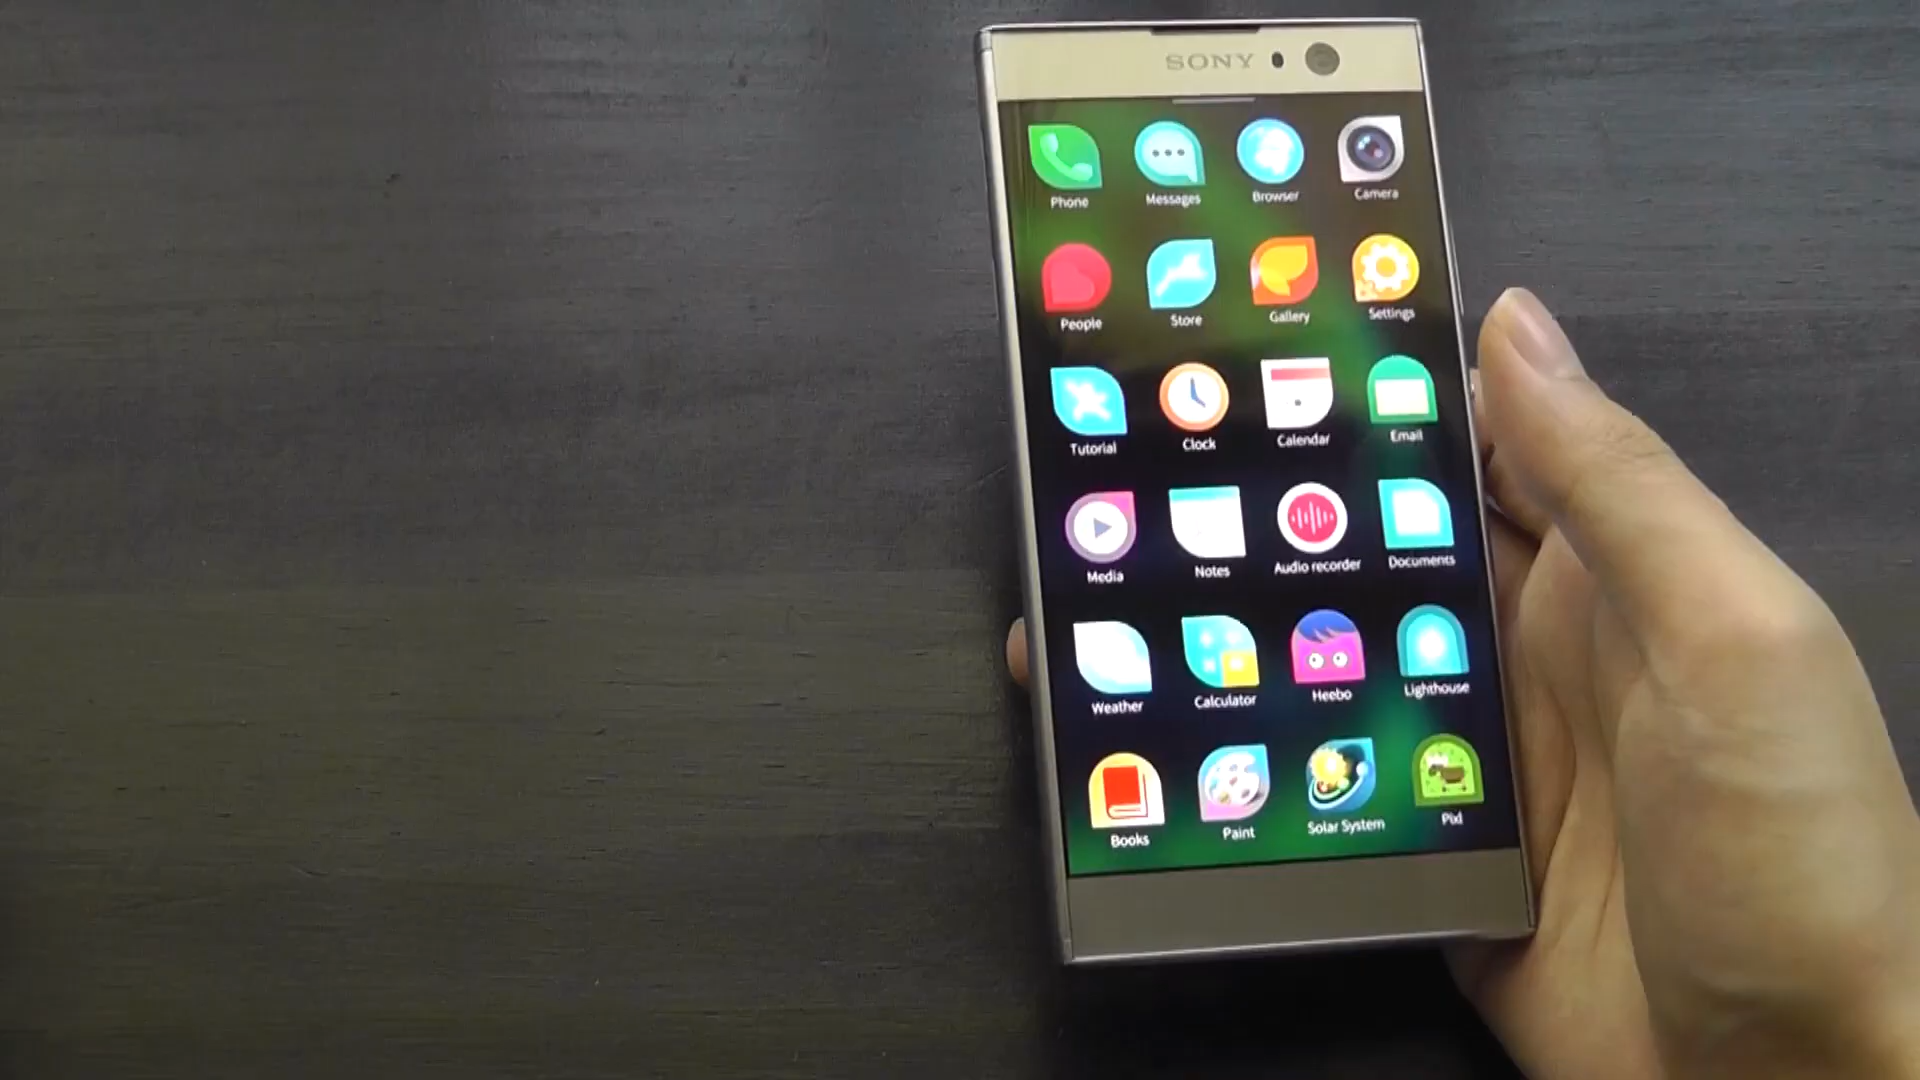 SONY
Phone Messages Browser Camera
People Store Gallery Settings
Tutorial Clock Calendar Email
Media Notes Audio recorder Documents
Weather Calculator Heebo Lighthouse
Books Paint Solar System Pixl